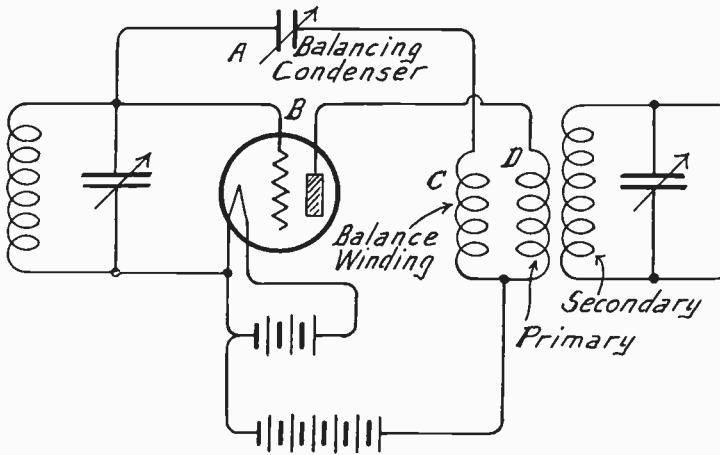 A
Balancing
Condenser
B
C
D
Balance
Winding
Secondary
Primary